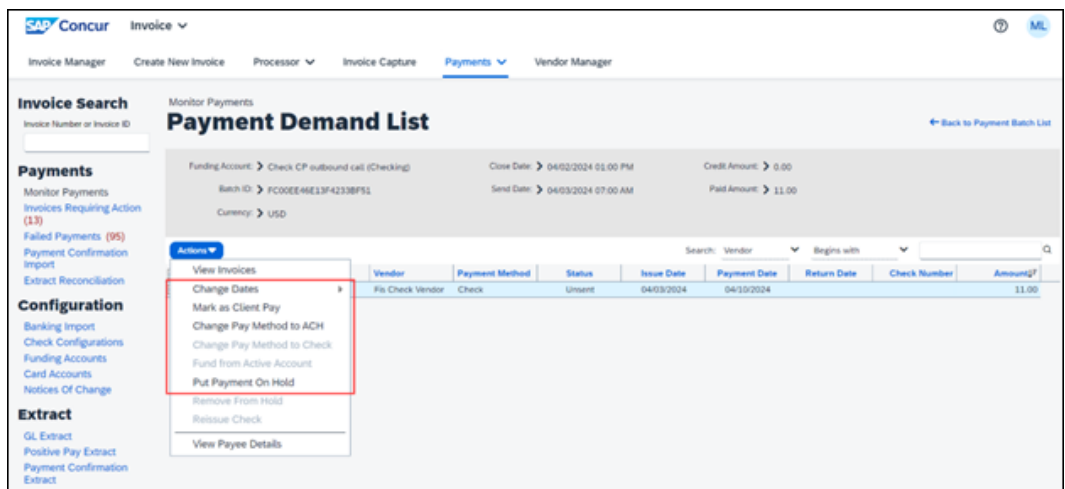 SAP Concur Invoice
ML
Invoice Manager Create New Invoice Processor Invoice Capture Payments Vendor Manager
Invoice Search
Invoice Number or Invoice ID
Payments
Monitor Payments
Invoices Requiring Action
(13)
Failed Payments (95)
Payment Confirmation
Import
Extract Reconciliation
Configuration
Banking Import
Check Configurations
Funding Accounts
Card Accounts
Notices Of Change
Extract
GL Extract
Positive Pay Extract
Payment Confirmation
Extract
Monitor Payments
Payment Demand List
Back to Payment Batch List
Funding Account: Check CP outbound call (Checking) Close Date: 04/02/2024 01:00 PM Credit Amount: 0.00
Batch ID: FC00EE46E13F4233BF51 Send Date: 04/03/2024 07:00 AM Paid Amount: 11.00
Currency: USD
Actions Search: Vendor Begins with
Vendor Payment Method Status Issue Date Payment Date Return Date Check Number Amount
Fis Check Vendor Check Unsent 04/03/2024 04/10/2024 11.00
View Invoices
Change Dates
Mark as Client Pay
Change Pay Method to ACH
Change Pay Method to Check
Fund from Active Account
Put Payment On Hold
Remove From Hold
Reissue Check
View Payee Details